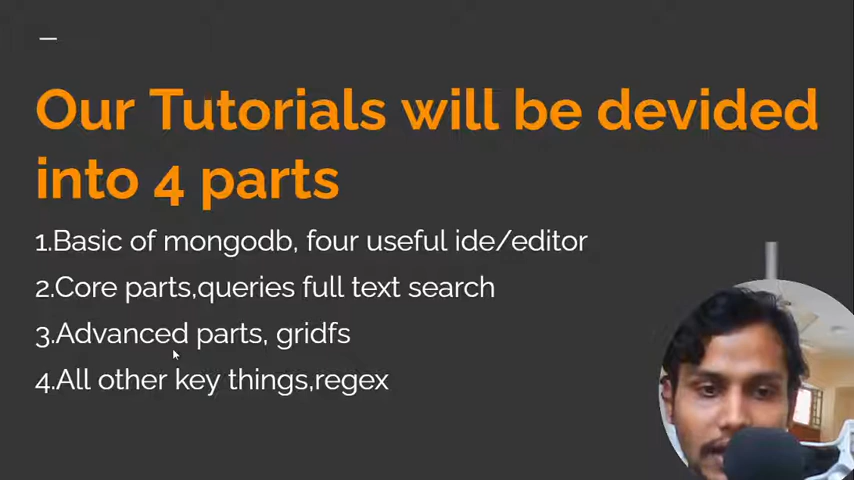 Our Tutorials will be devided
into 4 parts
1.Basic of mongodb, four useful ide/editor
2.Core parts,queries full text search
3.Advanced parts, gridfs
4.All other key things,regex